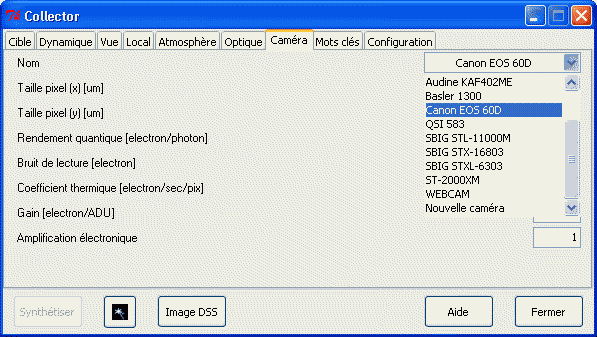 Collector
Cible Dynamique Vue Local Atmosphère Optique Caméra Mots clés Configuration
Nom Canon EOS 60D
Taille pixel (x) [um]
Taille pixel (y) [um]
Rendement quantique [electron/photon]
Bruit de lecture [electron]
Coefficient thermique [electron/sec/pix]
Gain [electron/ADU]
Amplification électronique 1
Audine KAF402ME
Basler 1300
Canon EOS 60D
QSI 583
SBIG STL-11000M
SBIG STX-16803
SBIG STXL-6303
ST-2000XM
WEBCAM
Nouvelle caméra
Synthétiser Image DSS Aide Fermer